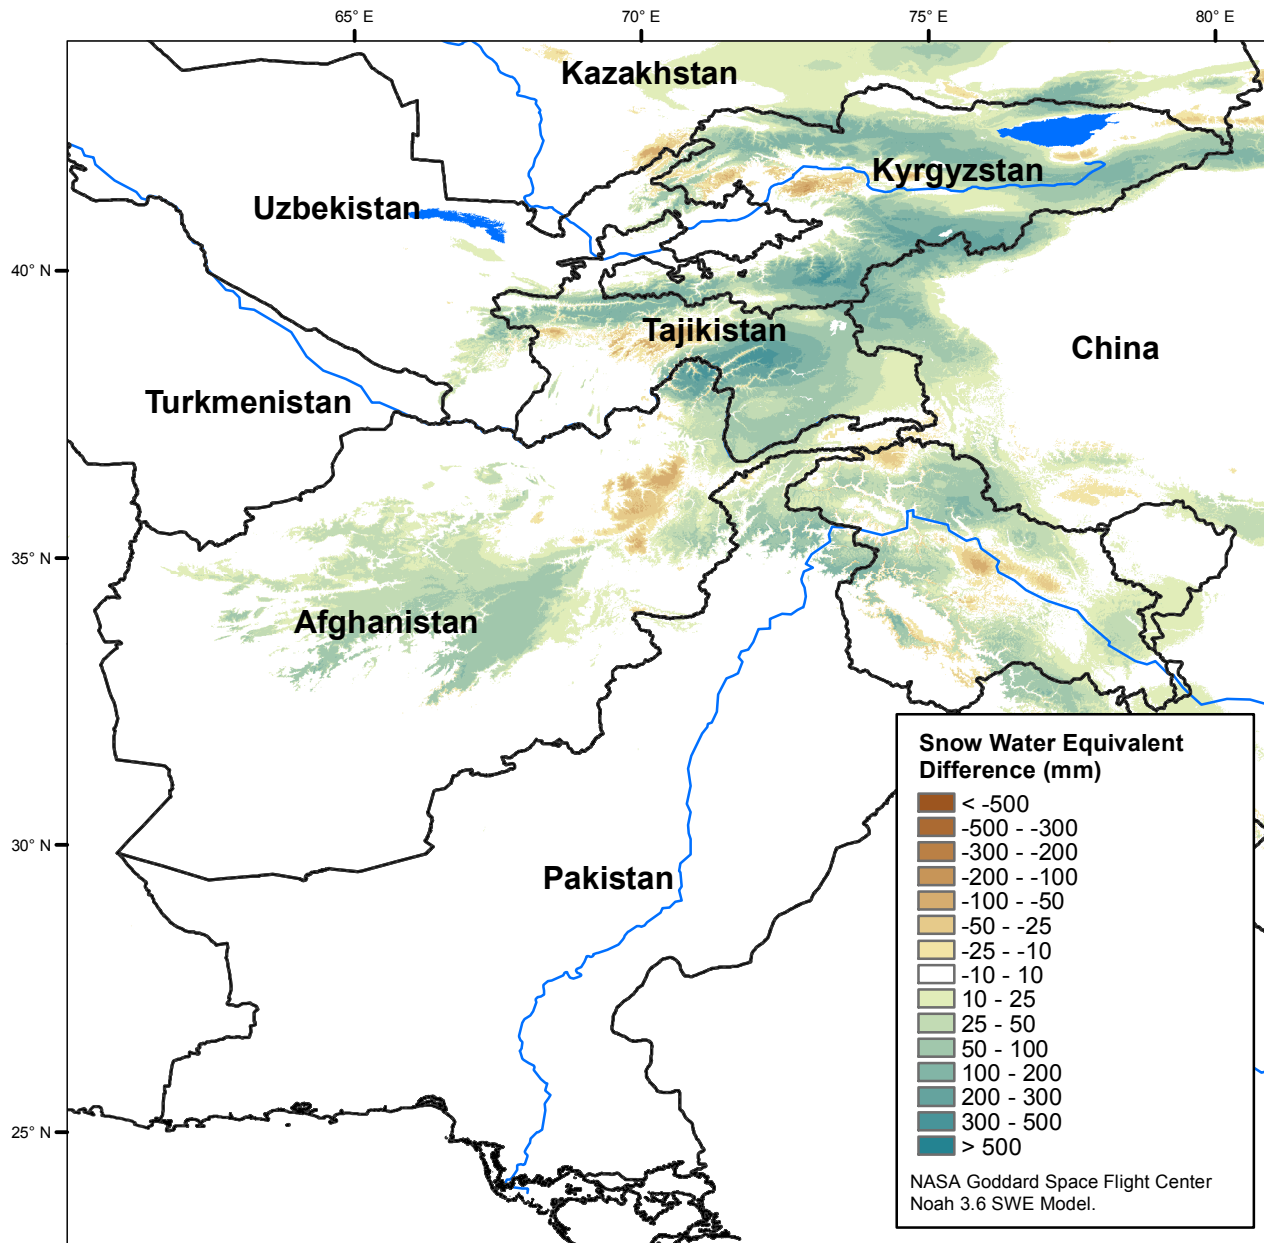 65° E
70° E
75° E
80° E
Kazakhstan
Kyrgyzstan
Uzbekistan
40° N
Tajikistan
China
Turkmenistan
35° N
Afghanistan
Snow Water Equivalent
Difference (mm)
< -500
-500 - -300
-300 - -200
-200 - -100
-100 - -50
-50 - -25
-25 - -10
-10 - 10
10 - 25
25 - 50
50 - 100
100 - 200
200 - 300
300 - 500
> 500
30° N
Pakistan
25° N
NASA Goddard Space Flight Center
Noah 3.6 SWE Model.